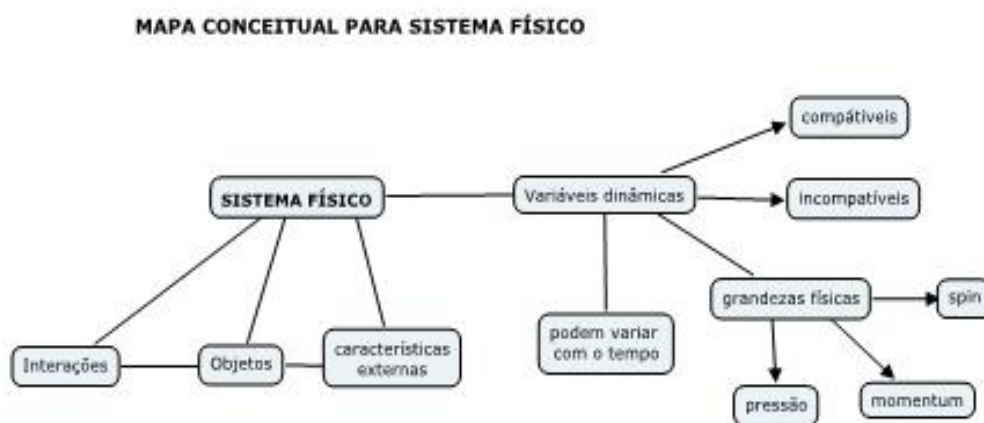 MAPA CONCEITUAL PARA SISTEMA FÍSICO
compátiveis
SISTEMA FÍSICO
Variáveis dinâmicas
incompatíveis
grandezas físicas
spin
podem variar
com o tempo
Interações
Objetos
características
externas
pressão
momentum